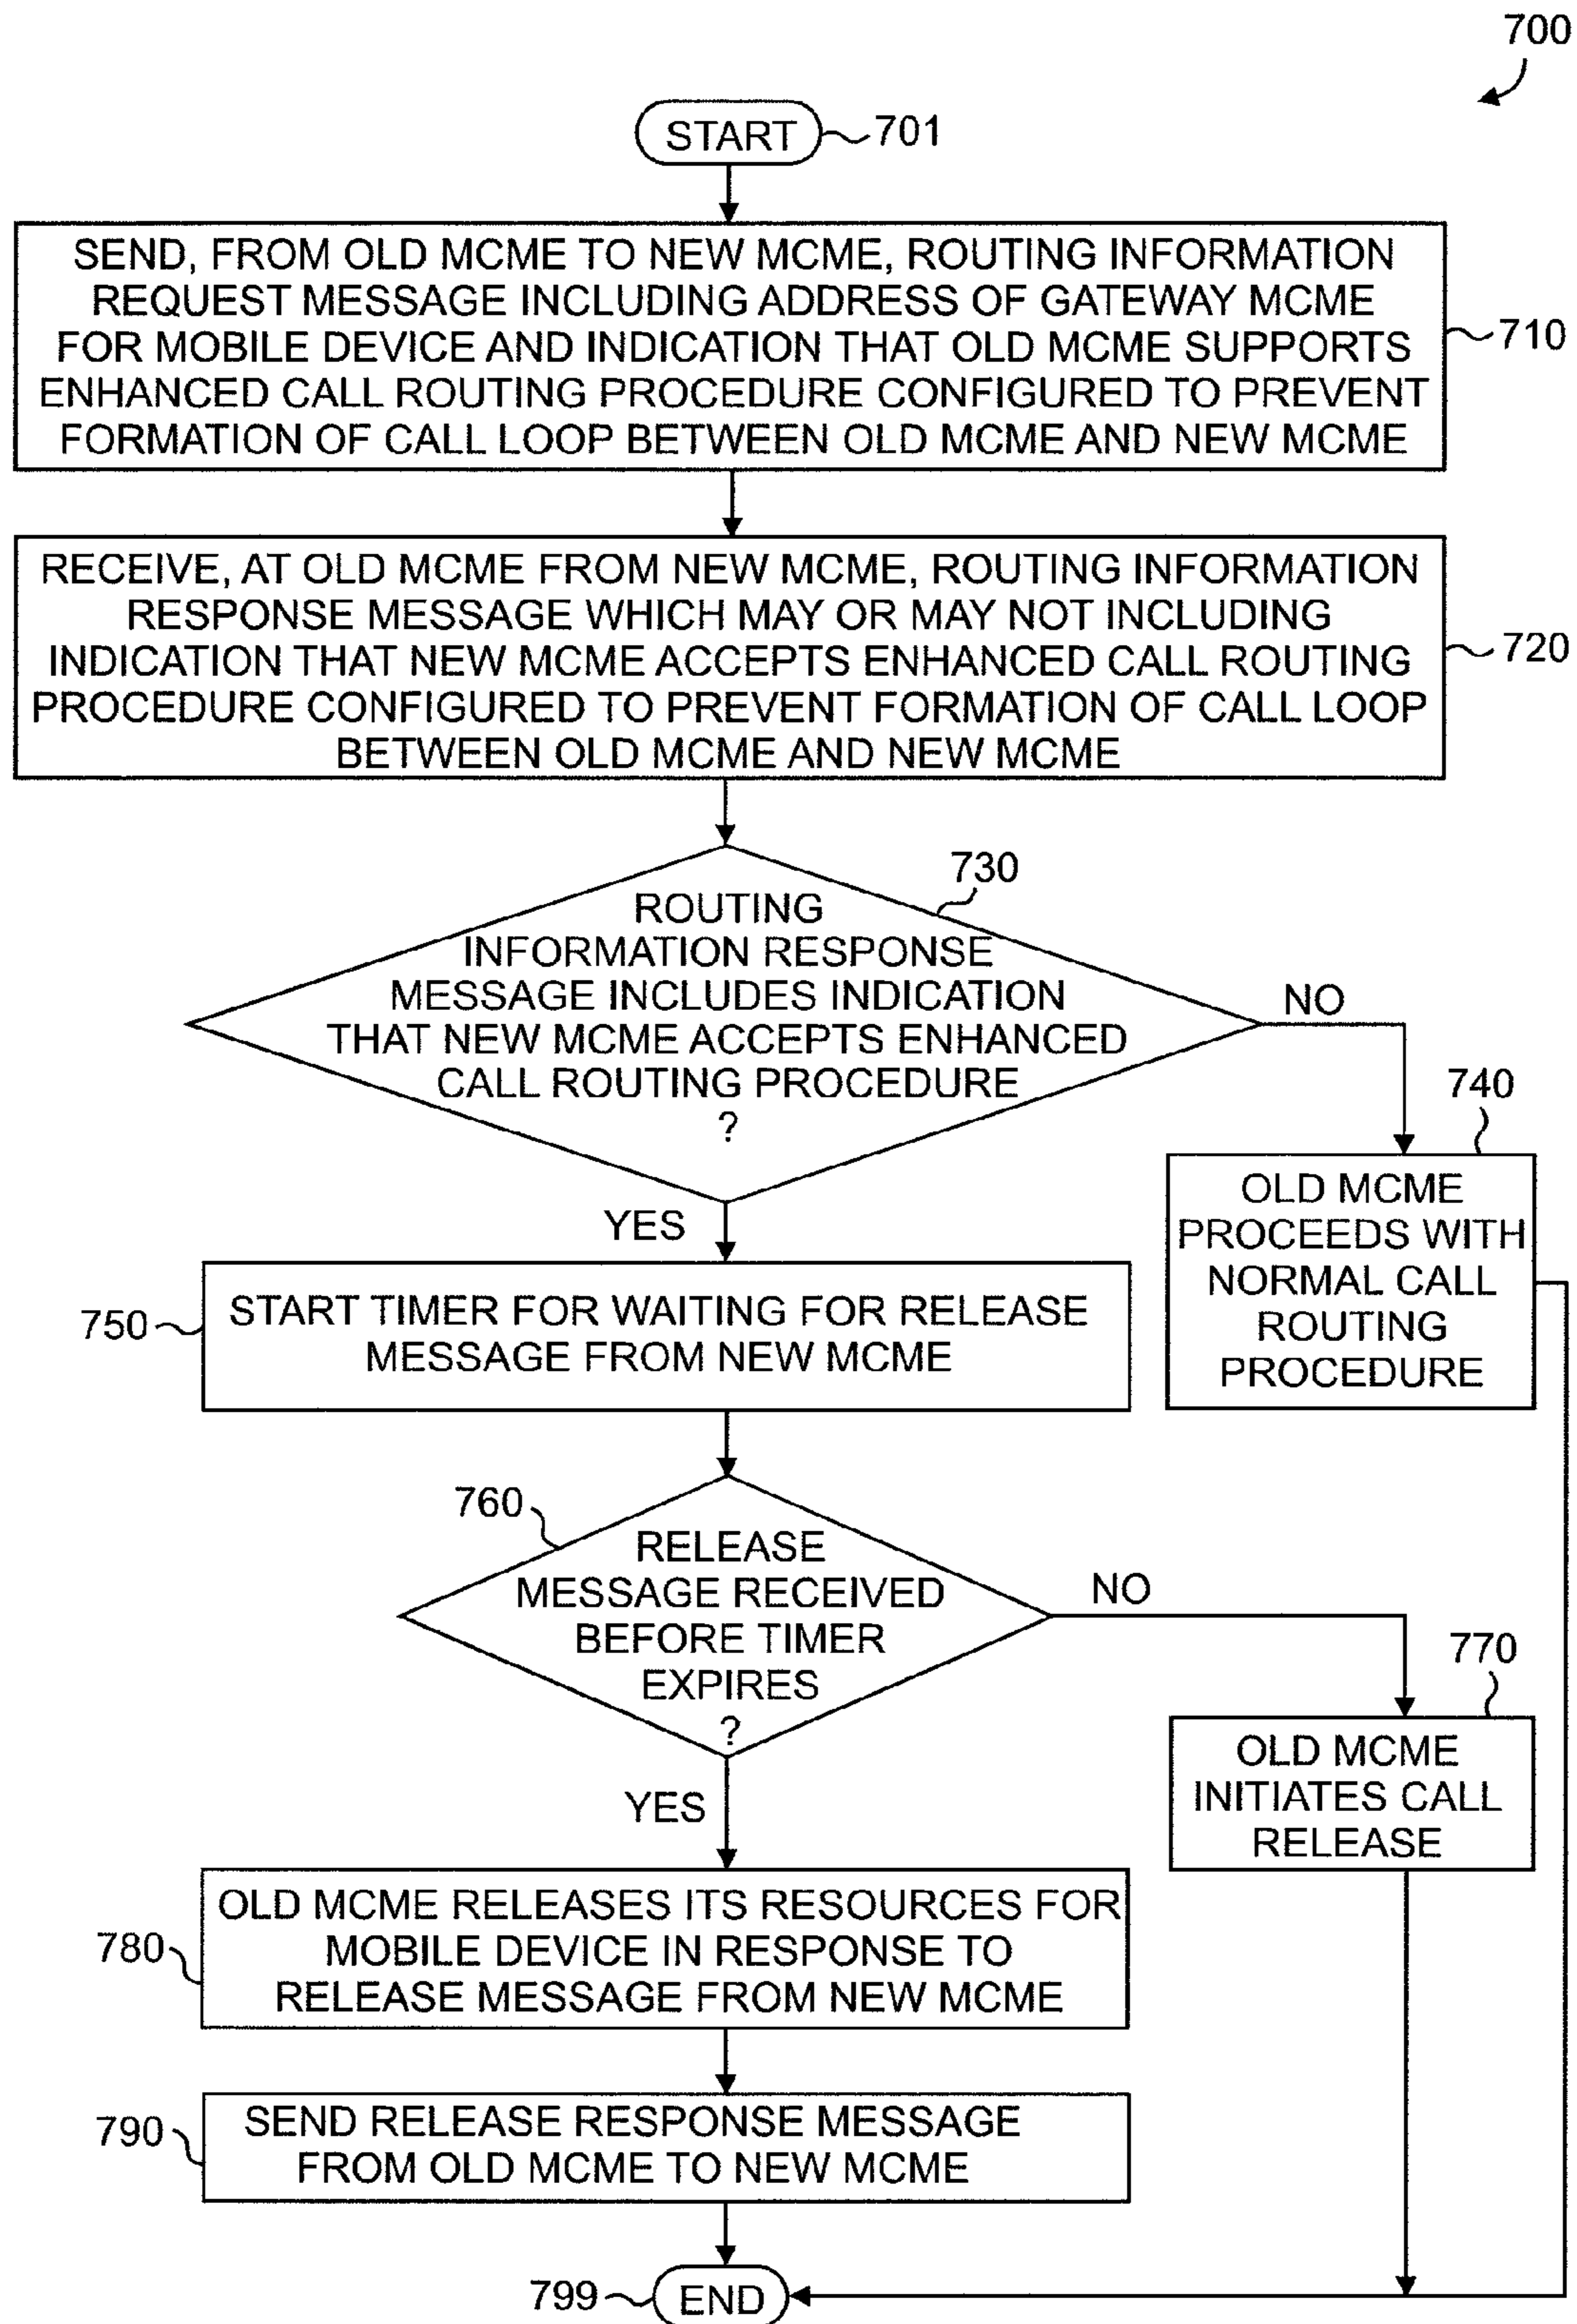 700
START
701
SEND, FROM OLD MCME TO NEW MCME, ROUTING INFORMATION
REQUEST MESSAGE INCLUDING ADDRESS OF GATEWAY MCME
FOR MOBILE DEVICE AND INDICATION THAT OLD MCME SUPPORTS
ENHANCED CALL ROUTING PROCEDURE CONFIGURED TO PREVENT
FORMATION OF CALL LOOP BETWEEN OLD MCME AND NEW MCME
710
RECEIVE, AT OLD MCME FROM NEW MCME, ROUTING INFORMATION
RESPONSE MESSAGE WHICH MAY OR MAY NOT INCLUDING
INDICATION THAT NEW MCME ACCEPTS ENHANCED CALL ROUTING
PROCEDURE CONFIGURED TO PREVENT FORMATION OF CALL LOOP
BETWEEN OLD MCME AND NEW MCME
720
730
ROUTING
INFORMATION RESPONSE
MESSAGE INCLUDES INDICATION
THAT NEW MCME ACCEPTS ENHANCED
CALL ROUTING PROCEDURE
?
NO
740
OLD MCME
PROCEEDS WITH
NORMAL CALL
ROUTING
PROCEDURE
YES
750
START TIMER FOR WAITING FOR RELEASE
MESSAGE FROM NEW MCME
760
RELEASE
MESSAGE RECEIVED
BEFORE TIMER
EXPIRES
?
NO
770
OLD MCME
INITIATES CALL
RELEASE
YES
780
OLD MCME RELEASES ITS RESOURCES FOR
MOBILE DEVICE IN RESPONSE TO
RELEASE MESSAGE FROM NEW MCME
790
SEND RELEASE RESPONSE MESSAGE
FROM OLD MCME TO NEW MCME
799
END